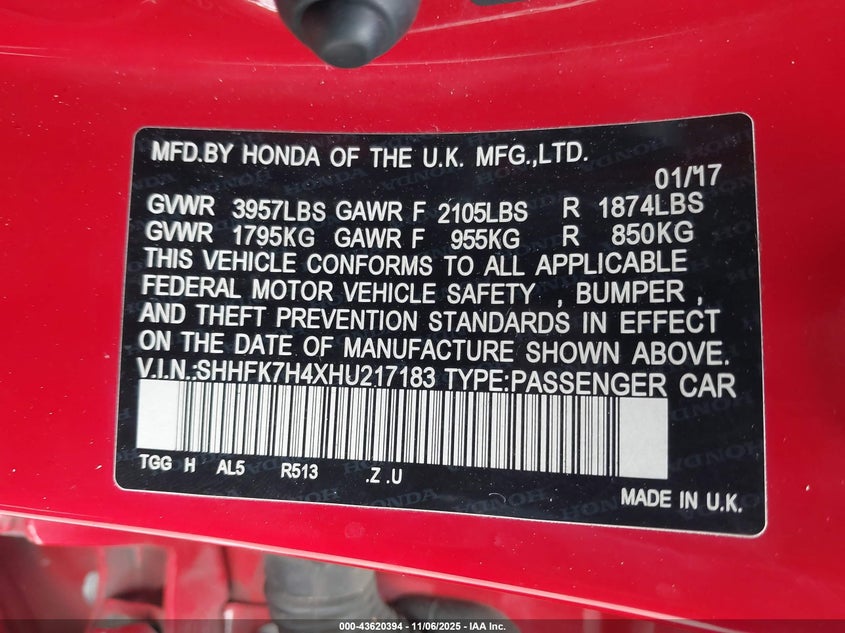 MFD.BY HONDA OF THE U.K. MFG.,LTD.
01/17
GVWR 3957LBS GAWR F 2105LBS R 1874LBS
GVWR 1795KG GAWR F 955KG R 850KG
THIS VEHICLE CONFORMS TO ALL APPLICABLE
FEDERAL MOTOR VEHICLE SAFETY , BUMPER ,
AND THEFT PREVENTION STANDARDS IN EFFECT
ON THE DATE OF MANUFACTURE SHOWN ABOVE.
V.I.N.:SHHFK7H4XHU217183 TYPE:PASSENGER CAR
TGG H AL5 R513 .Z .U
MADE IN U.K.
000-43620394 - 11/06/2025 - IAA Inc.